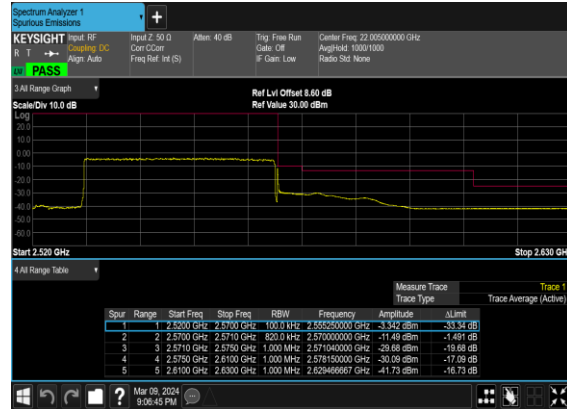 Spectrum Analyzer 1
Spurious Emissions
+
KEYSIGHT Input: RF Input Z: 50 Ω Atten: 40 dB Trig: Free Run Center Freq: 22.005000000 GHz
R T Coupling: DC Corr CCorr Gate: Off Avg|Hold: 1000/1000
Align: Auto Freq Ref: Int (S) IF Gain: Low Radio Std: None
PASS
3 All Range Graph Ref Lvl Offset 8.60 dB
Scale/Div 10.0 dB Ref Value 30.00 dBm
Log
20.0
10.0
0.00
-10.0
-20.0
-30.0
-40.0
-50.0
-60.0
Start 2.520 GHz Stop 2.630 GH
4 All Range Table
Measure Trace Trace 1
Trace Type Trace Average (Active)
Spur Range Start Freq Stop Freq RBW Frequency Amplitude ΔLimit
1 1 2.5200 GHz 2.5700 GHz 100.0 kHz 2.555250000 GHz -3.342 dBm -33.34 dB
2 2 2.5700 GHz 2.5710 GHz 820.0 kHz 2.570000000 GHz -11.49 dBm -1.491 dB
3 3 2.5710 GHz 2.5750 GHz 1.000 MHz 2.571040000 GHz -29.68 dBm -19.68 dB
4 4 2.5750 GHz 2.6100 GHz 1.000 MHz 2.578150000 GHz -30.09 dBm -17.09 dB
5 5 2.6100 GHz 2.6300 GHz 1.000 MHz 2.629466667 GHz -41.73 dBm -16.73 dB
? Mar 09, 2024
9:06:45 PM